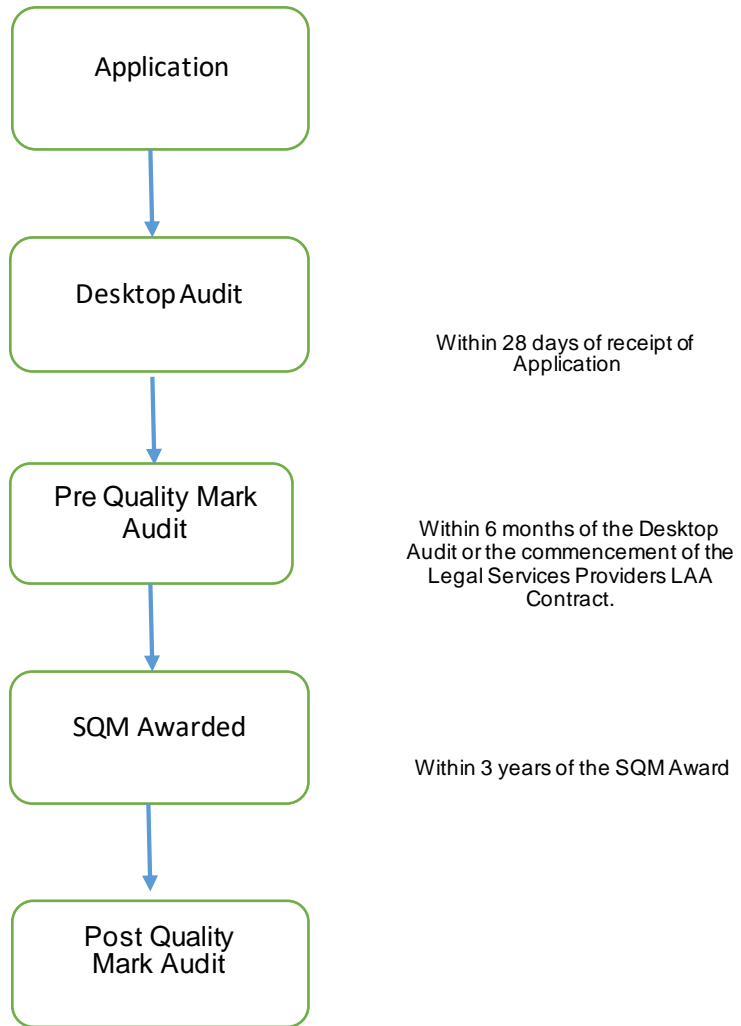 Application
Desktop Audit
Within 28 days of receipt of
Application
Pre Quality Mark
Audit
Within 6 months of the Desktop
Audit or the commencement of the
Legal Services Providers LAA
Contract.
SQM Awarded
Within 3 years of the SQM Award
Post Quality
Mark Audit